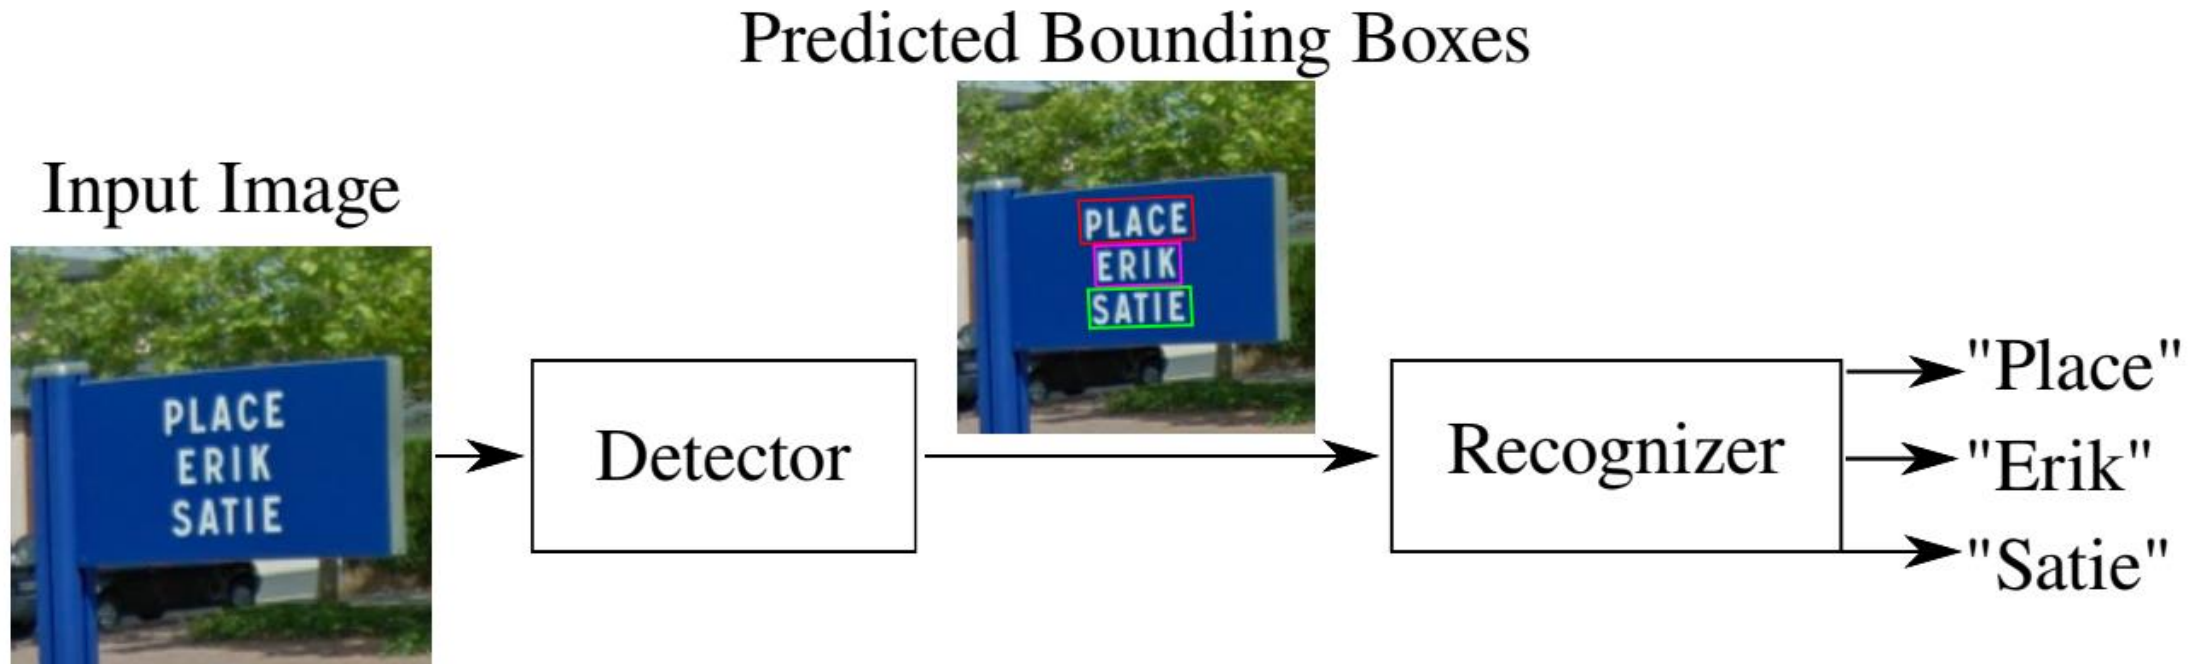 Predicted Bounding Boxes
Input Image
PLACE
ERIK
SATIE
Detector
PLACE
ERIK
SATIE
Recognizer
"Place"
"Erik"
"Satie"